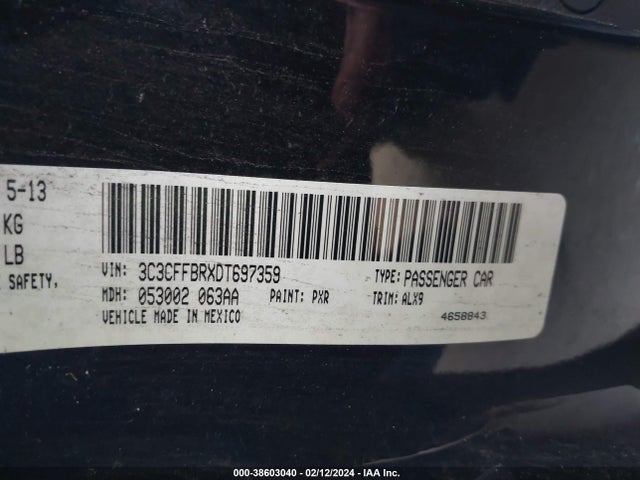 5-13
KG
LB
SAFETY,
VIN: 3C3CFFBRXDT697359
TYPE: PASSENGER CAR
MDH: 053002 063AA
PAINT: PXR
TRIM: ALX9
VEHICLE MADE IN MEXICO
4658843
000-38603040 - 02/12/2024 - IAA Inc.